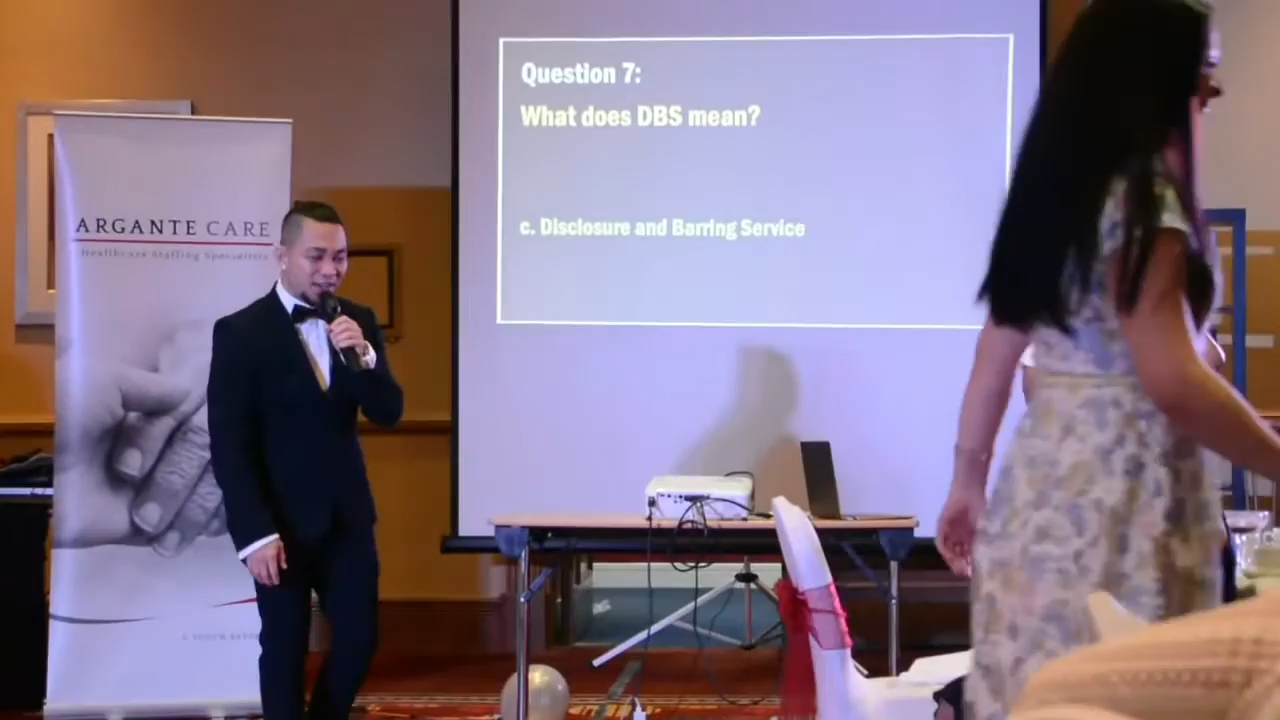 Question 7:
What does DBS mean?
c. Disclosure and Barring Service
ARGANTE CARE
Healthcare Staffing Specialists